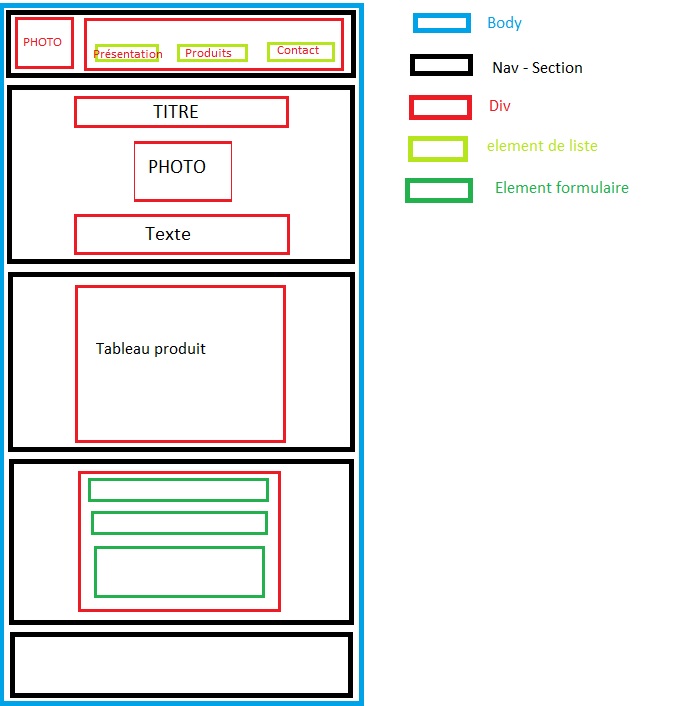 PHOTO
Présentation
Produits
Contact
TITRE
PHOTO
Texte
Tableau produit
Body
Nav - Section
Div
element de liste
Element formulaire